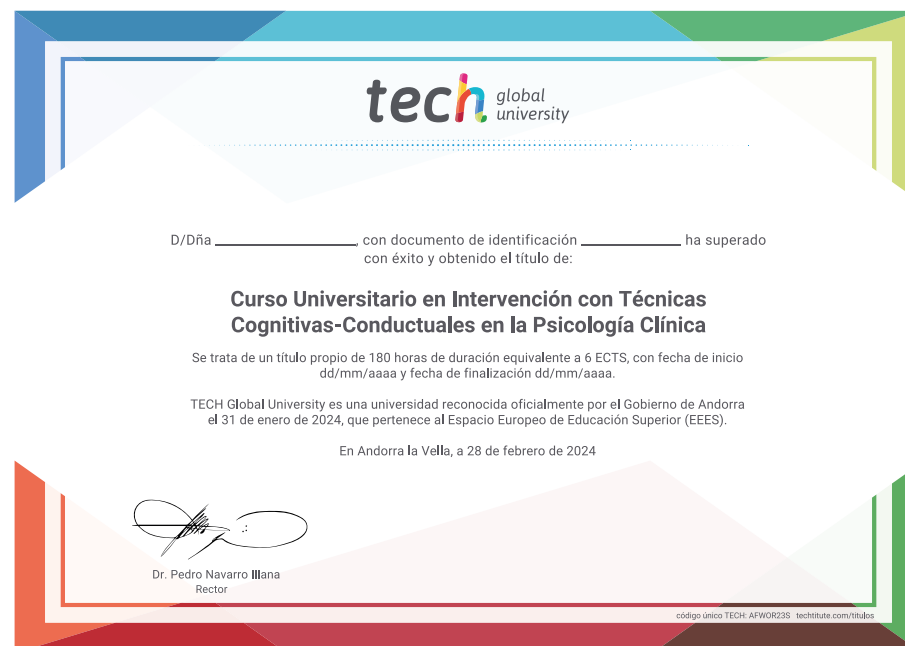 tech global university
D/Dña ________________, con documento de identificación ____________ ha superado
con éxito y obtenido el título de:
Curso Universitario en Intervención con Técnicas
Cognitivas-Conductuales en la Psicología Clínica
Se trata de un título propio de 180 horas de duración equivalente a 6 ECTS, con fecha de inicio
dd/mm/aaaa y fecha de finalización dd/mm/aaaa.
TECH Global University es una universidad reconocida oficialmente por el Gobierno de Andorra
el 31 de enero de 2024, que pertenece al Espacio Europeo de Educación Superior (EEES).
En Andorra la Vella, a 28 de febrero de 2024
Dr. Pedro Navarro Illana
Rector
código único TECH: AFWOR23S techtitute.com/titulos